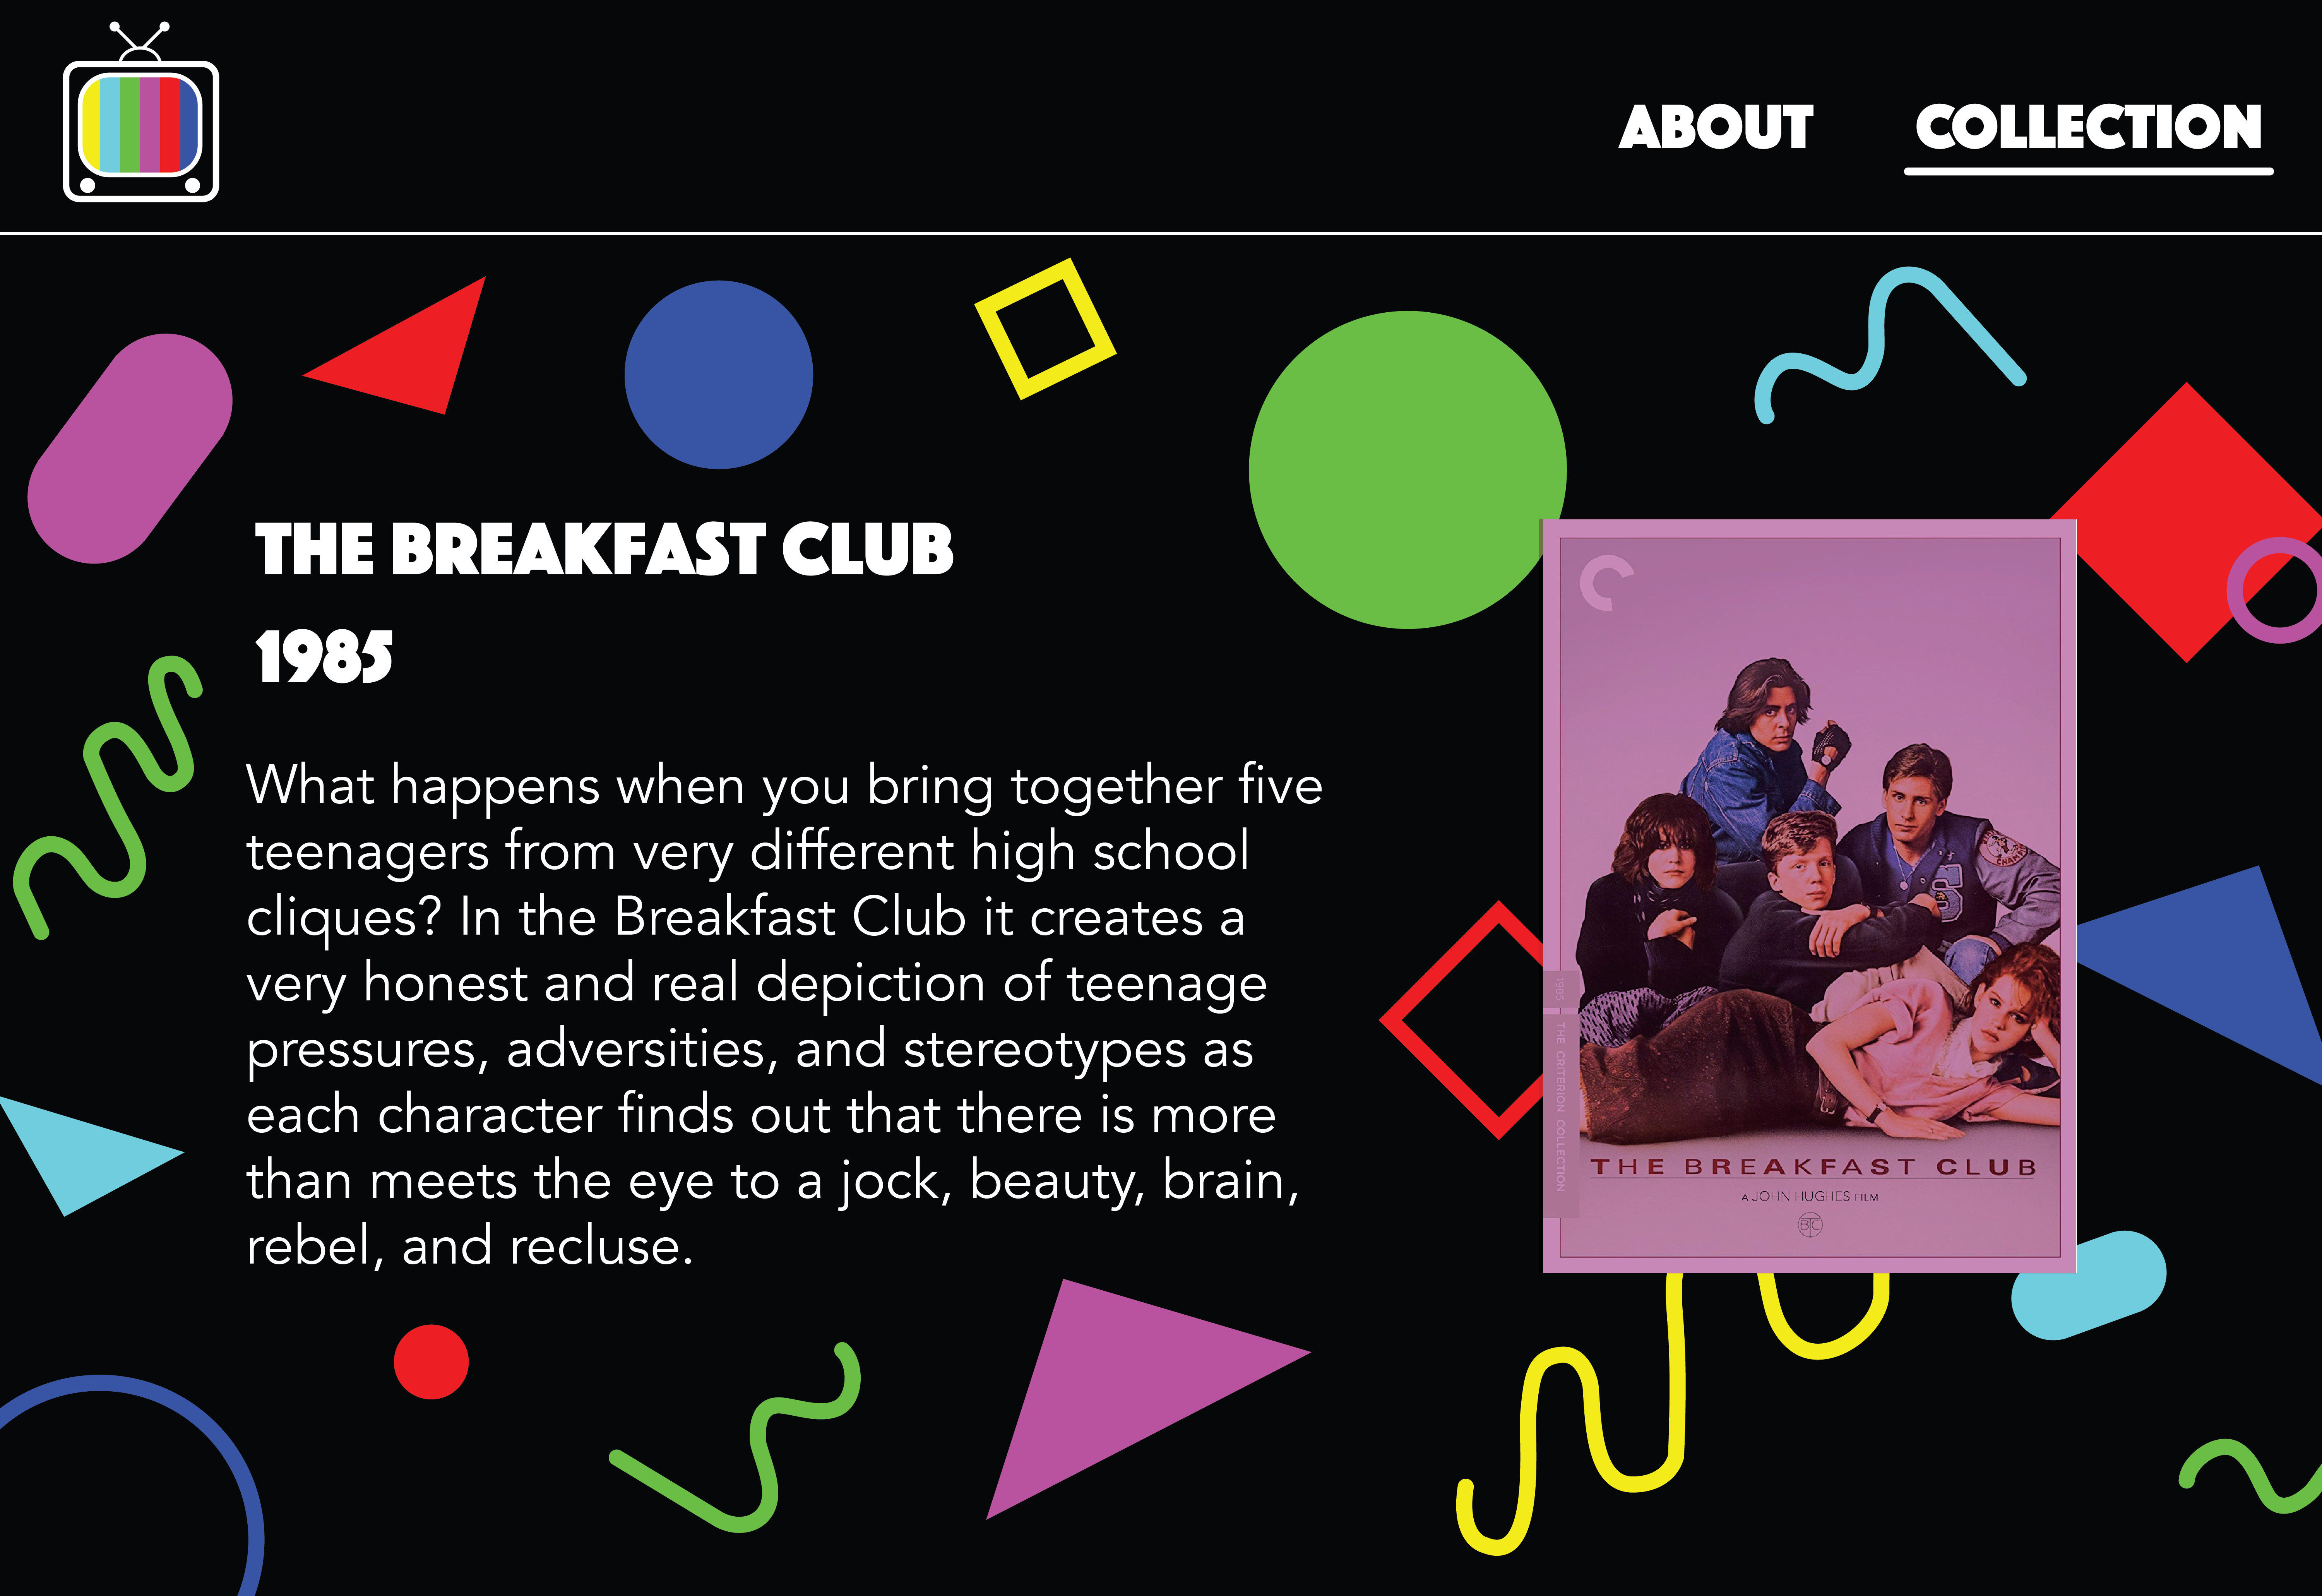 ABOUT COLLECTION
THE BREAKFAST CLUB
1985
What happens when you bring together five
teenagers from very different high school
cliques? In the Breakfast Club it creates a
very honest and real depiction of teenage
pressures, adversities, and stereotypes as
each character finds out that there is more
than meets the eye to a jock, beauty, brain,
rebel, and recluse.
1985
THE CRITERION COLLECTION
CHAMP
S
THE BREAKFAST CLUB
A JOHN HUGHES FILM